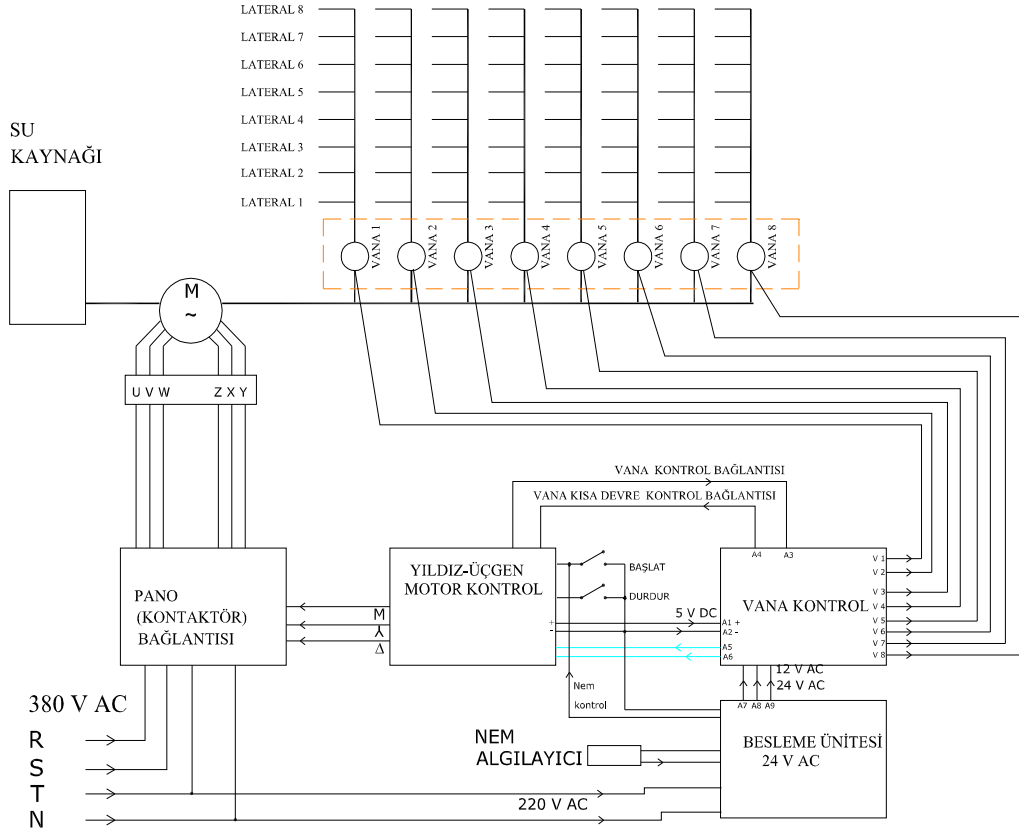 LATERAL 8
LATERAL 7
LATERAL 6
LATERAL 5
LATERAL 4
LATERAL 3
LATERAL 2
LATERAL 1
SU
KAYNAĞI
VANA 1
VANA 2
VANA 3
VANA 4
VANA 5
VANA 6
VANA 7
VANA 8
M
~
U V W Z X Y
VANA KONTROL BAĞLANTISI
VANA KISA DEVRE KONTROL BAĞLANTISI
A4 A3
PANO
(KONTAKTÖR)
BAĞLANTISI
M
Y
Δ
YILDIZ-ÜÇGEN
MOTOR KONTROL
+
-
BAŞLAT
DURDUR
5 V DC
A1 +
A2 -
A5
A6
VANA KONTROL
V 1
V 2
V 3
V 4
V 5
V 6
V 7
V 8
12 V AC
24 V AC
A7 A8 A9
Nem
kontrol
NEM
ALGILAYICI
BESLEME ÜNİTESİ
24 V AC
380 V AC
R
S
T
N
220 V AC